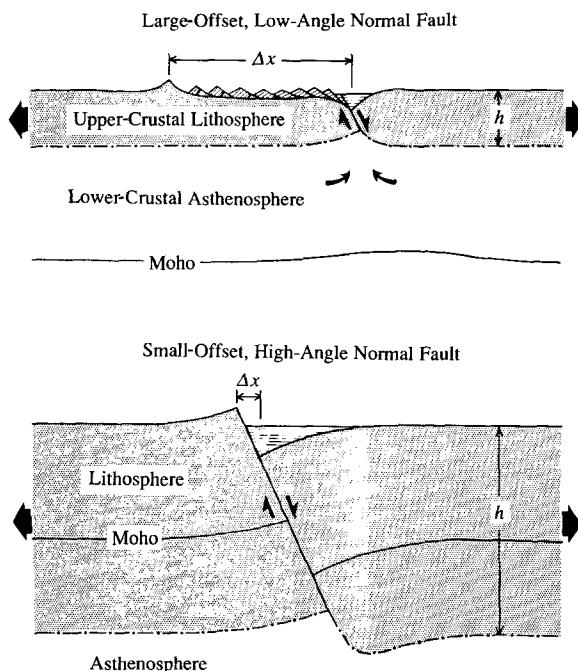 Large-Offset, Low-Angle Normal Fault
Δx
Upper-Crustal Lithosphere
h
Lower-Crustal Asthenosphere
Moho
Small-Offset, High-Angle Normal Fault
Δx
Lithosphere
h
Moho
Asthenosphere